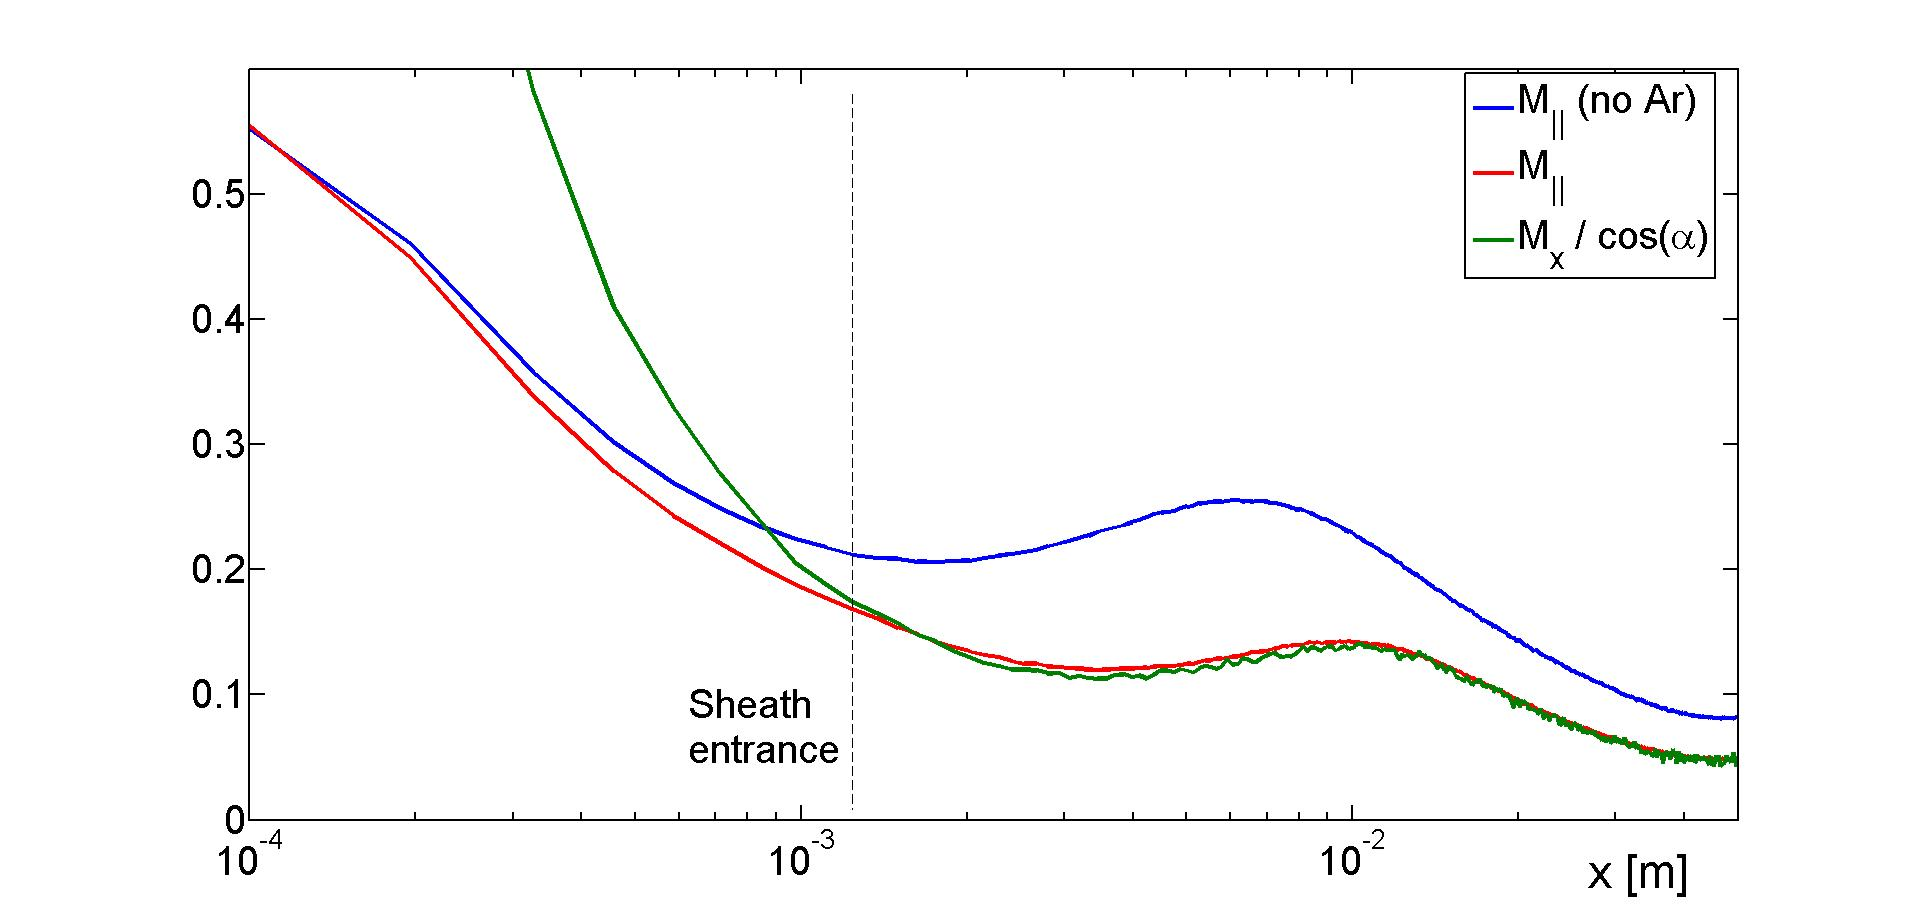 M|| (no Ar)
M||
Mx / cos(α)
0.5
0.4
0.3
0.2
0.1
0
Sheath
entrance
10-4
10-3
10-2
x [m]